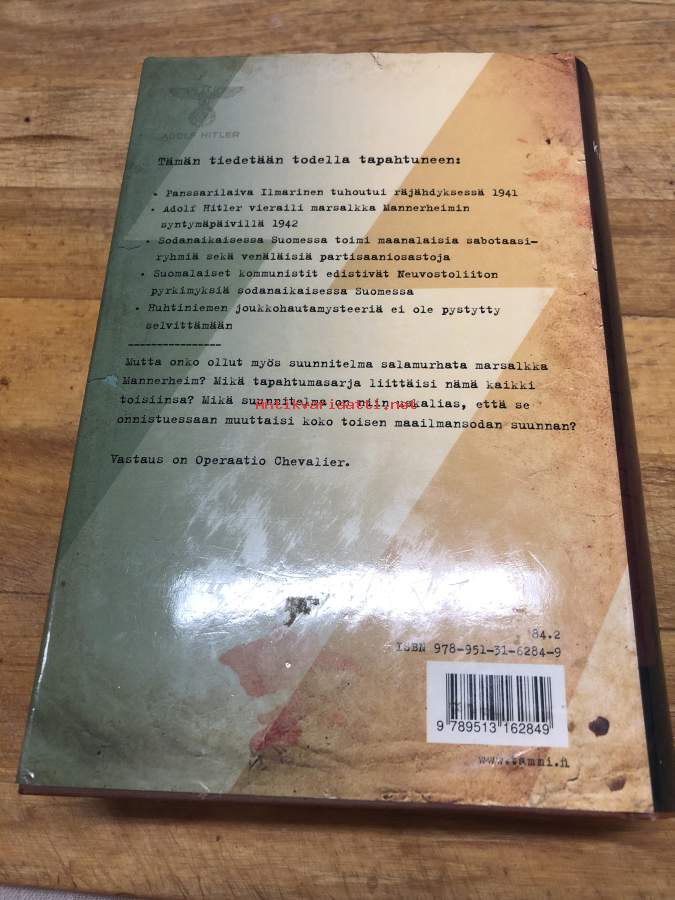 ADOLF HITLER
Tämän tiedetään todella tapahtuneen:
• Panssarilaiva Ilmarinen tuhoutui räjähdyksessä 1941
• Adolf Hitler vieraili marsalkka Mannerheimin
syntymäpäivillä 1942
• Sodanaikaisessa Suomessa toimi maanalaisia sabotaasi-
ryhmiä sekä venäläisiä partisaaniosastoja
• Suomalaiset kommunistit edistivät Neuvostoliiton
pyrkimyksiä sodanaikaisessa Suomessa
• Huhtiniemen joukkohautamysteeriä ei ole pystytty
selvittämään
----------------
Mutta onko ollut myös suunnitelma salamurhata marsalkka
Mannerheim? Mikä tapahtumasarja liittäisi nämä kaikki
toisiinsa? Mikä suunnitelma on niin uskalias, että se
Antikvariaatti.net
onnistuessaan muuttaisi koko toisen maailmansodan suunnan?
Vastaus on Operaatio Chevalier.
84.2
ISBN 978-951-31-6284-9
9 789513 162849
www.tammi.fi